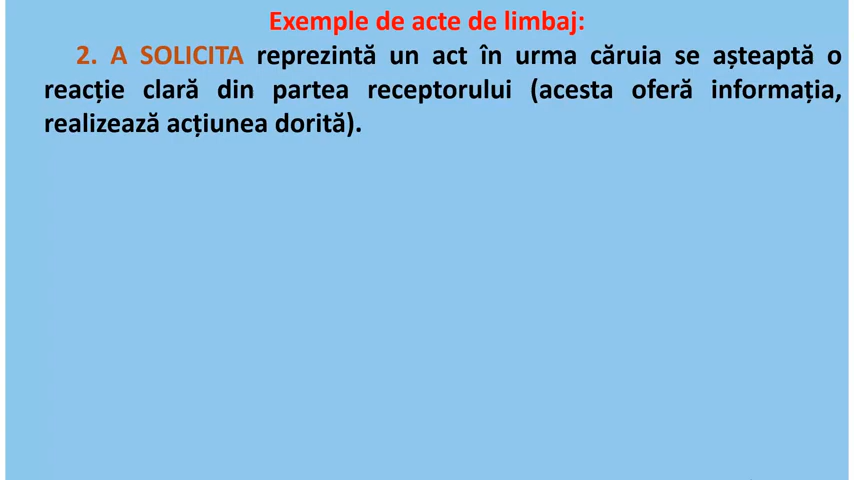 Exemple de acte de limbaj:
2. A SOLICITA reprezintă un act în urma căruia se așteaptă o
reacție clară din partea receptorului (acesta oferă informația,
realizează acțiunea dorită).